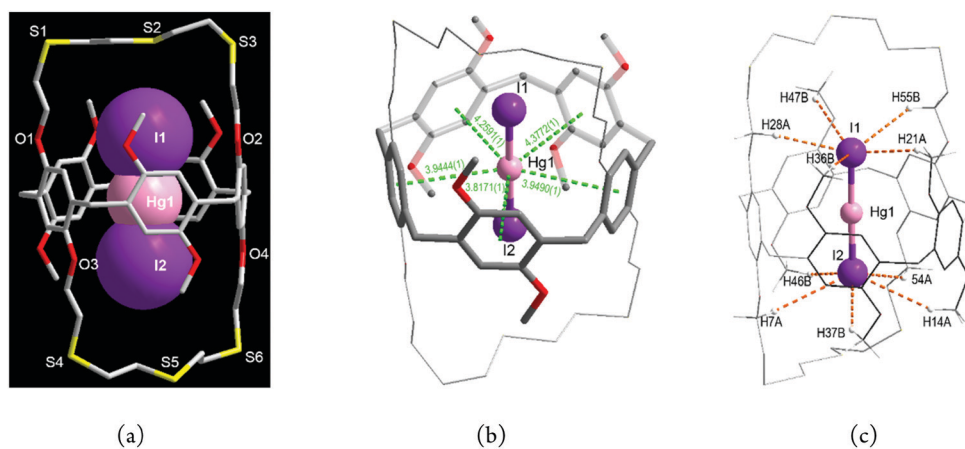 S1
S2
S3
O1
I1
O2
Hg1
I2
O3
O4
S4
S5
S6
(a)
I1
4.2591(1)
4.3772(1)
Hg1
3.9444(1)
3.8171(1)
3.9490(1)
I2
(b)
H47B
H55B
I1
H28A
H21A
H36B
Hg1
I2
H46B
54A
H7A
H14A
H37B
(c)